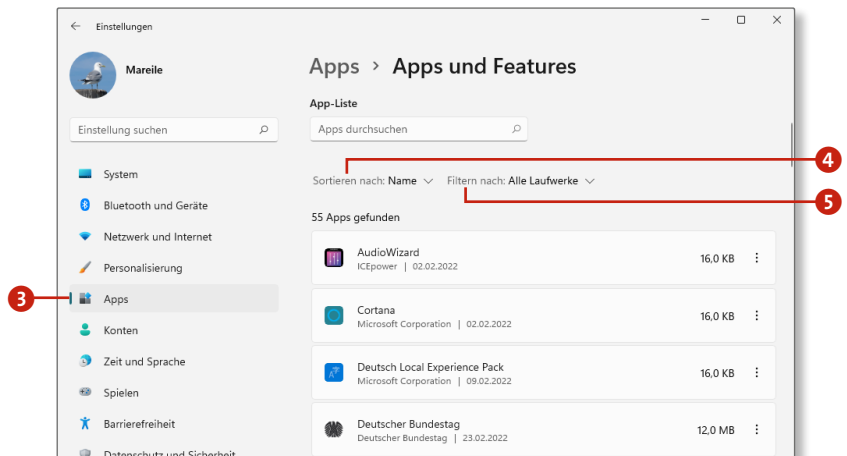 Einstellungen
Mareile
Einstellung suchen
System
Bluetooth und Geräte
Netzwerk und Internet
Personalisierung
3
Apps
Konten
Zeit und Sprache
Spielen
Barrierefreiheit
Datenschutz und Sicherheit
Apps > Apps und Features
App-Liste
Apps durchsuchen
4
Sortieren nach: Name Filtern nach: Alle Laufwerke
5
55 Apps gefunden
AudioWizard
ICEpower | 02.02.2022
16,0 KB
Cortana
Microsoft Corporation | 02.02.2022
16,0 KB
Deutsch Local Experience Pack
Microsoft Corporation | 09.02.2022
16,0 KB
Deutscher Bundestag
Deutscher Bundestag | 23.02.2022
12,0 MB